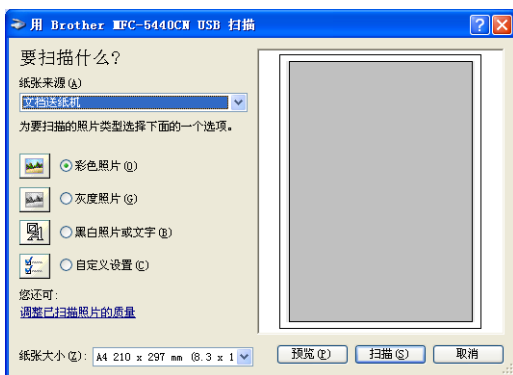 用 Brother MFC-5440CN USB 扫描
要扫描什么?
纸张来源(A)
文档送纸机
为要扫描的照片类型选择下面的一个选项。
彩色照片(O)
灰度照片(G)
黑白照片或文字(B)
自定义设置(C)
您还可:
调整已扫描照片的质量
纸张大小(Z): A4 210 x 297 mm (8.3 x 1
预览(P) 扫描(S) 取消